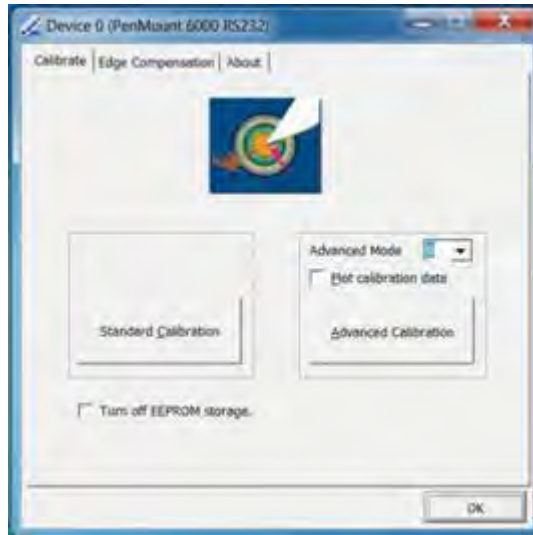 Device 0 (PenMount 6000 RS232)
Calibrate
Edge Compensation
About
Advanced Mode
Plot calibration data
Standard Calibration
Advanced Calibration
Turn off EEPROM storage.
OK